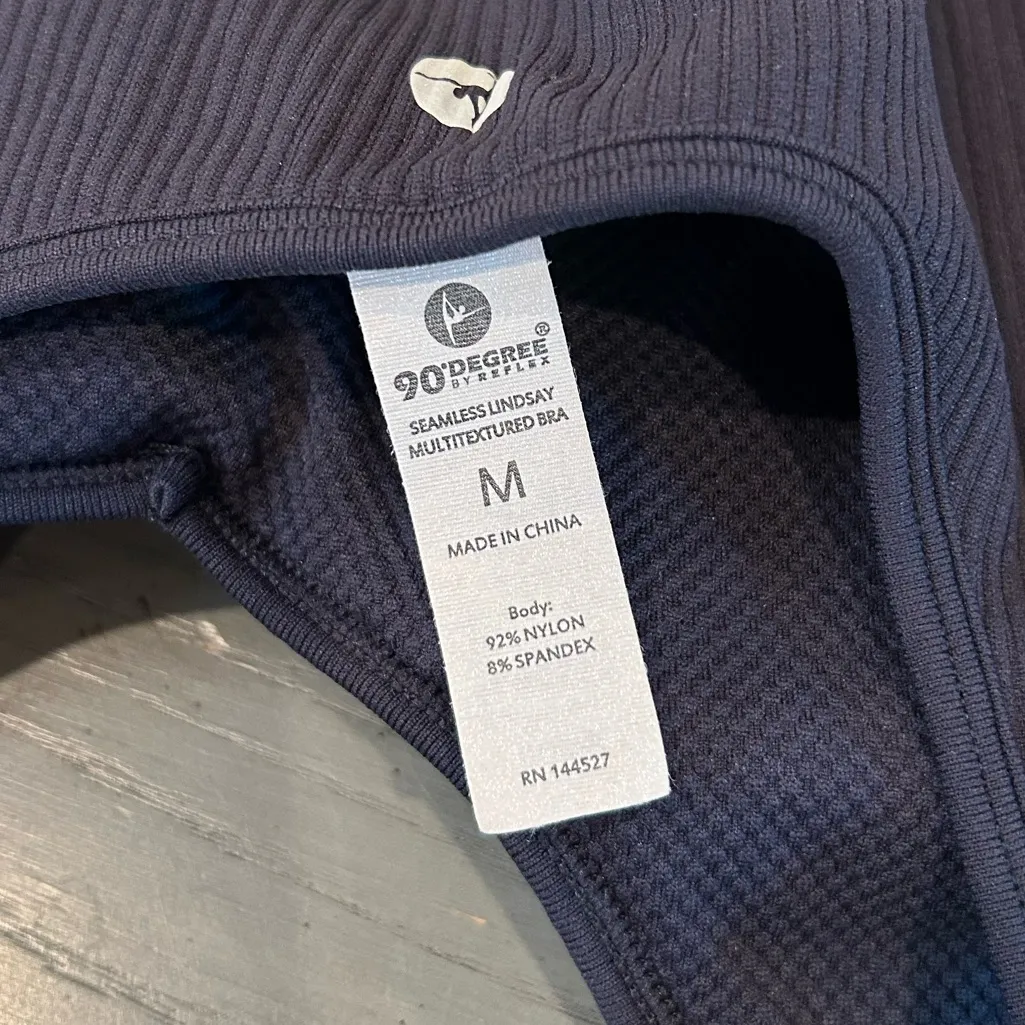 90°DEGREE®
BY REFLEX
SEAMLESS LINDSAY
MULTITEXTURED BRA
M
MADE IN CHINA
Body:
92% NYLON
8% SPANDEX
RN 144527